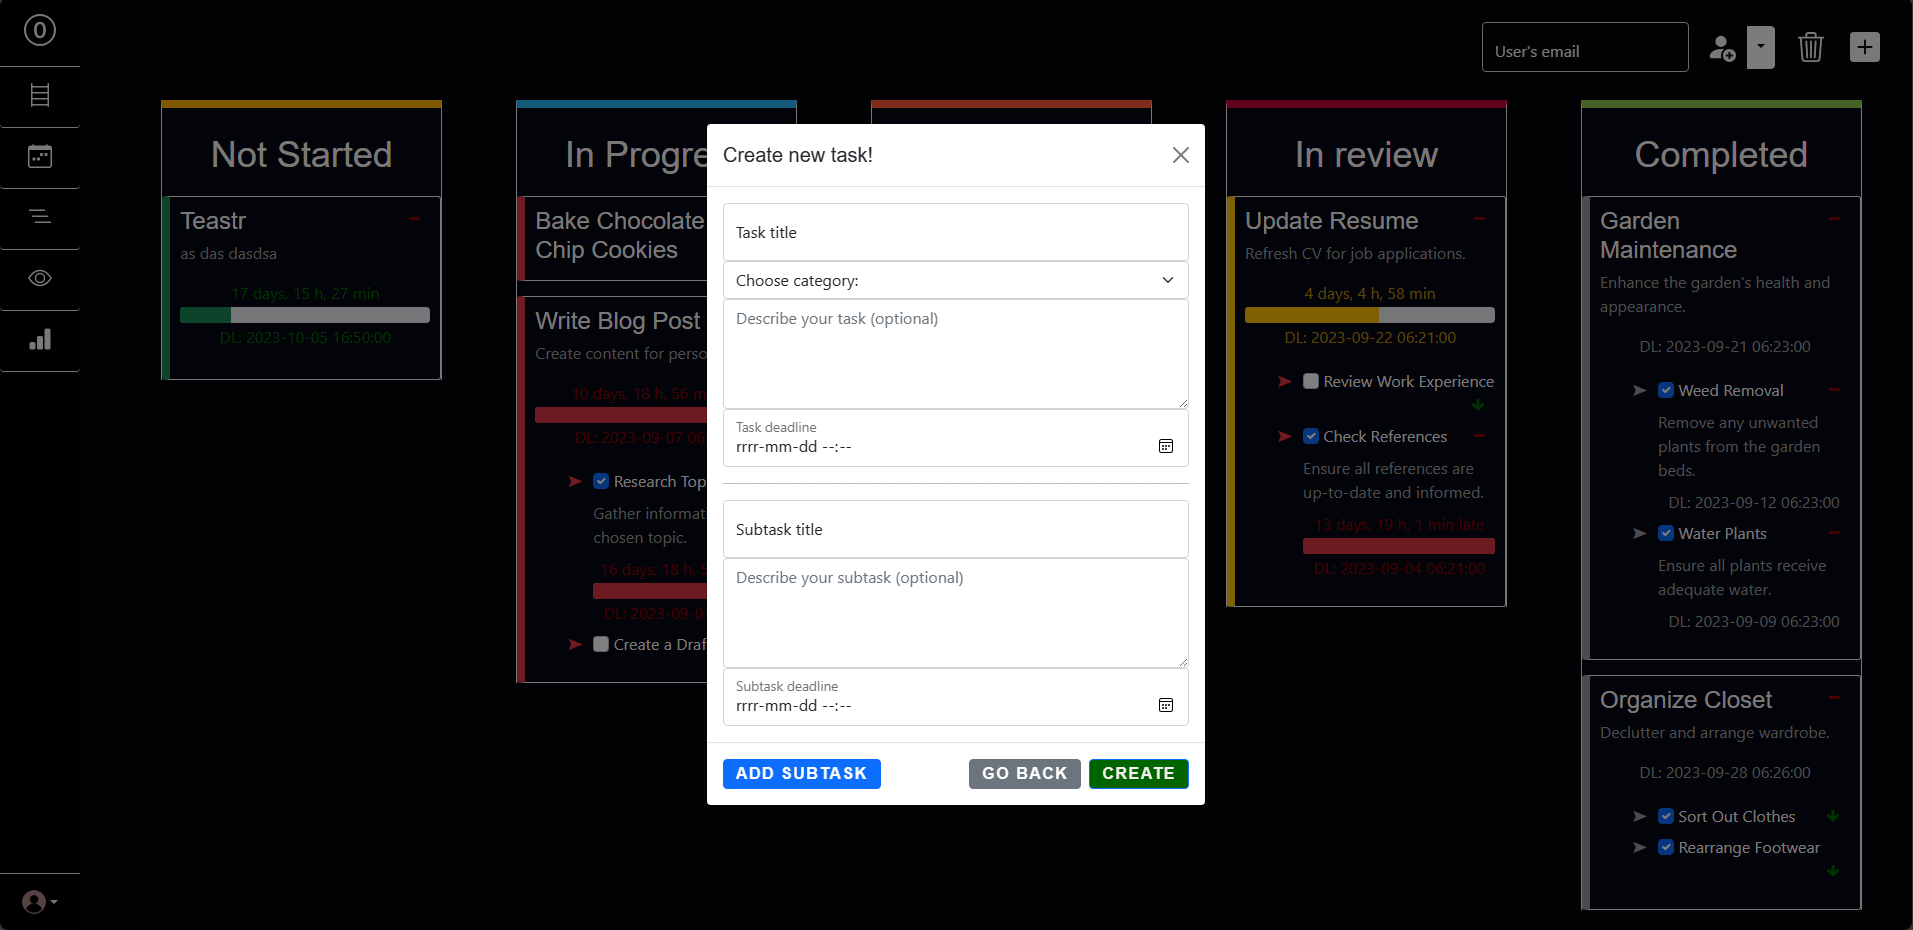 0
User's email
Not Started
Teastr
as das dasdsa
17 days, 15 h, 27 min
DL: 2023-10-05 16:50:00
In Progre
Bake Chocolate
Chip Cookies
Write Blog Post
Create content for perso
10 days, 18 h, 56 m
DL: 2023-09-07 06
Research Top
Gather informat
chosen topic.
16 days, 18 h, 5
DL: 2023-09-0
Create a Draf
Create new task!
Task title
Choose category:
Describe your task (optional)
Task deadline
rrrr-mm-dd --:--
Subtask title
Describe your subtask (optional)
Subtask deadline
rrrr-mm-dd --:--
ADD SUBTASK
GO BACK
CREATE
In review
Update Resume
Refresh CV for job applications.
4 days, 4 h, 58 min
DL: 2023-09-22 06:21:00
Review Work Experience
Check References
Ensure all references are
up-to-date and informed.
13 days, 19 h, 1 min late
DL: 2023-09-04 06:21:00
Completed
Garden
Maintenance
Enhance the garden's health and
appearance.
DL: 2023-09-21 06:23:00
Weed Removal
Remove any unwanted
plants from the garden
beds.
DL: 2023-09-12 06:23:00
Water Plants
Ensure all plants receive
adequate water.
DL: 2023-09-09 06:23:00
Organize Closet
Declutter and arrange wardrobe.
DL: 2023-09-28 06:26:00
Sort Out Clothes
Rearrange Footwear